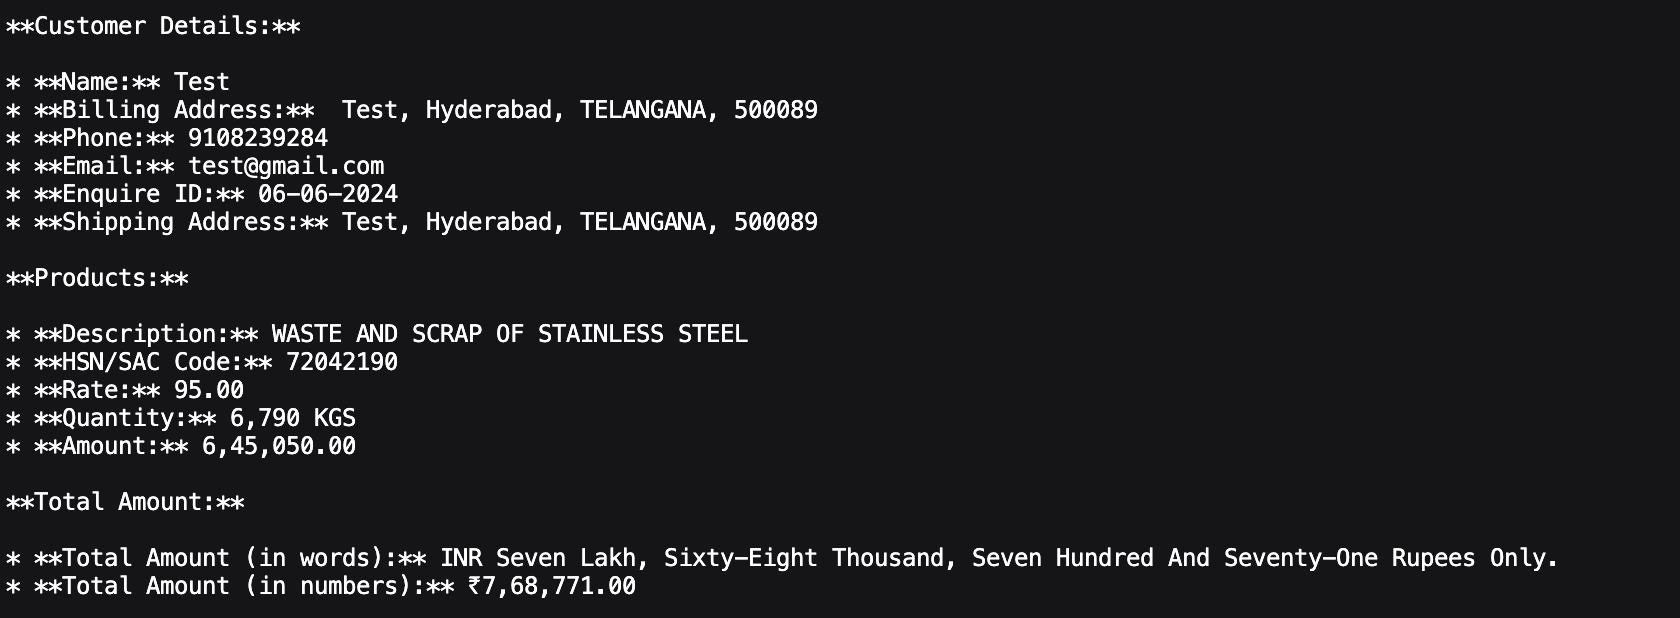 **Customer Details:**
* **Name:** Test
* **Billing Address:**  Test, Hyderabad, TELANGANA, 500089
* **Phone:** 9108239284
* **Email:** test@gmail.com
* **Enquire ID:** 06-06-2024
* **Shipping Address:** Test, Hyderabad, TELANGANA, 500089
**Products:**
* **Description:** WASTE AND SCRAP OF STAINLESS STEEL
* **HSN/SAC Code:** 72042190
* **Rate:** 95.00
* **Quantity:** 6,790 KGS
* **Amount:** 6,45,050.00
**Total Amount:**
* **Total Amount (in words):** INR Seven Lakh, Sixty-Eight Thousand, Seven Hundred And Seventy-One Rupees Only.
* **Total Amount (in numbers):** ₹7,68,771.00